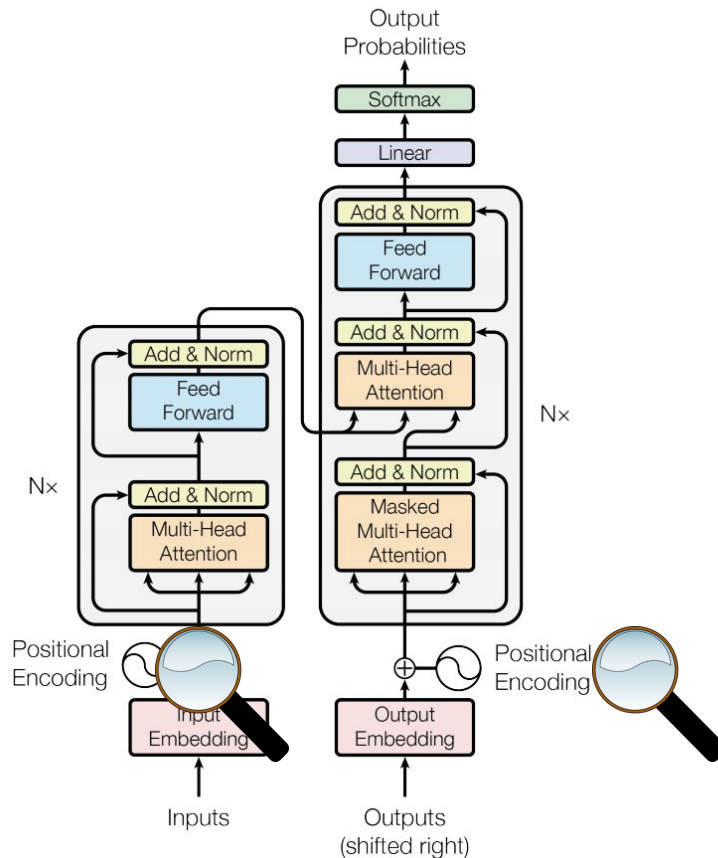 Output
Probabilities
Softmax
Linear
Add & Norm
Feed
Forward
Add & Norm
Multi-Head
Attention
Nx
Add & Norm
Masked
Multi-Head
Attention
Add & Norm
Feed
Forward
Nx
Add & Norm
Multi-Head
Attention
Positional
Encoding
Positional
Encoding
Input
Embedding
Output
Embedding
Inputs
Outputs
(shifted right)